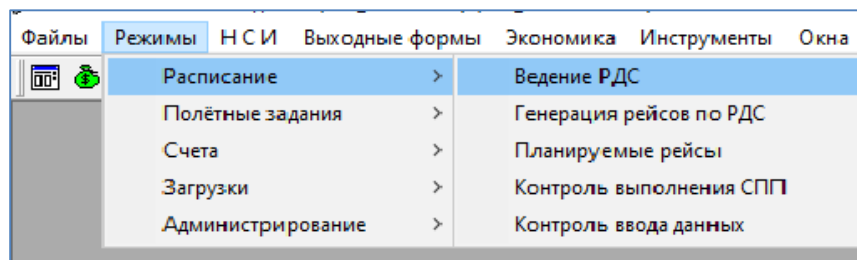 Файлы Режимы Н С И Выходные формы Экономика Инструменты Окна
Расписание > Ведение РДС
Полётные задания > Генерация рейсов по РДС
Счета > Планируемые рейсы
Загрузки > Контроль выполнения СПП
Администрирование > Контроль ввода данных